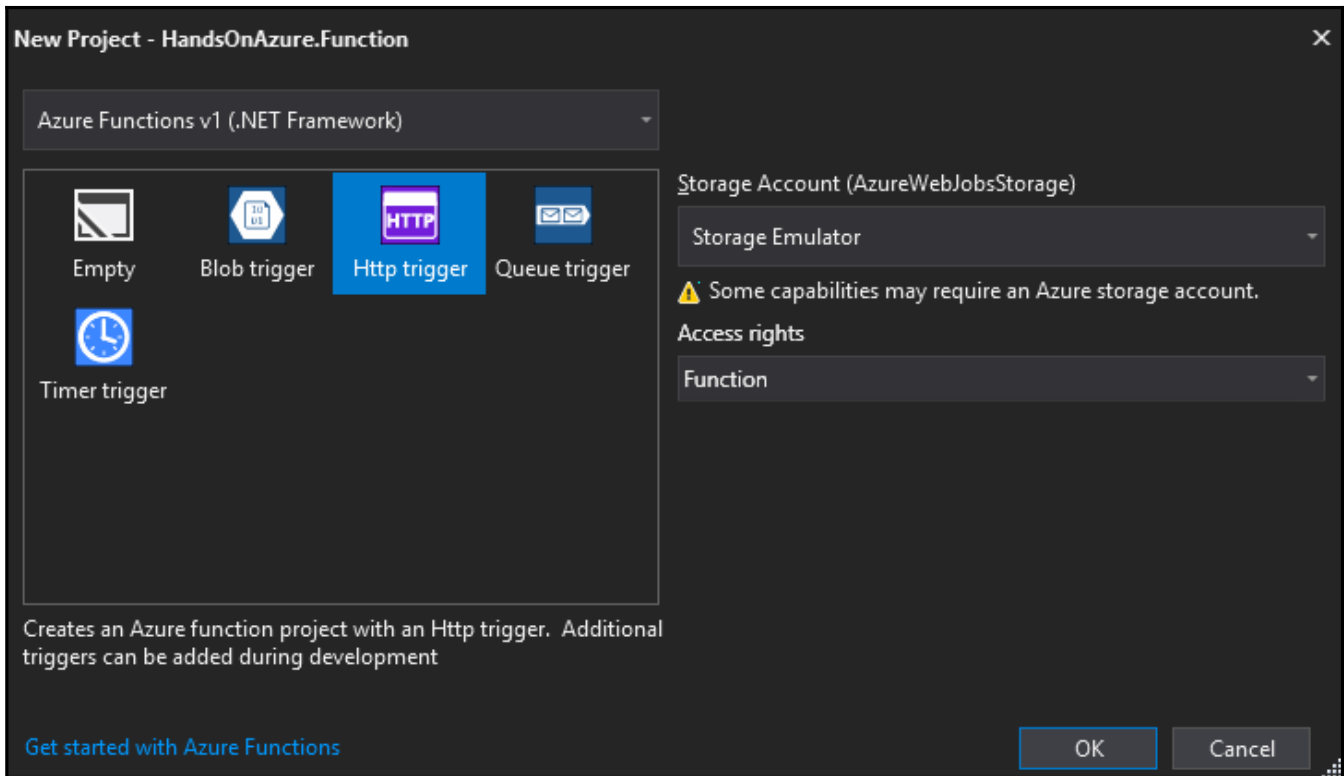 New Project - HandsOnAzure.Function
Azure Functions v1 (.NET Framework)
Empty
Blob trigger
HTTP
Http trigger
Queue trigger
Timer trigger
Creates an Azure function project with an Http trigger. Additional
triggers can be added during development
Storage Account (AzureWebJobsStorage)
Storage Emulator
Some capabilities may require an Azure storage account.
Access rights
Function
Get started with Azure Functions
OK
Cancel